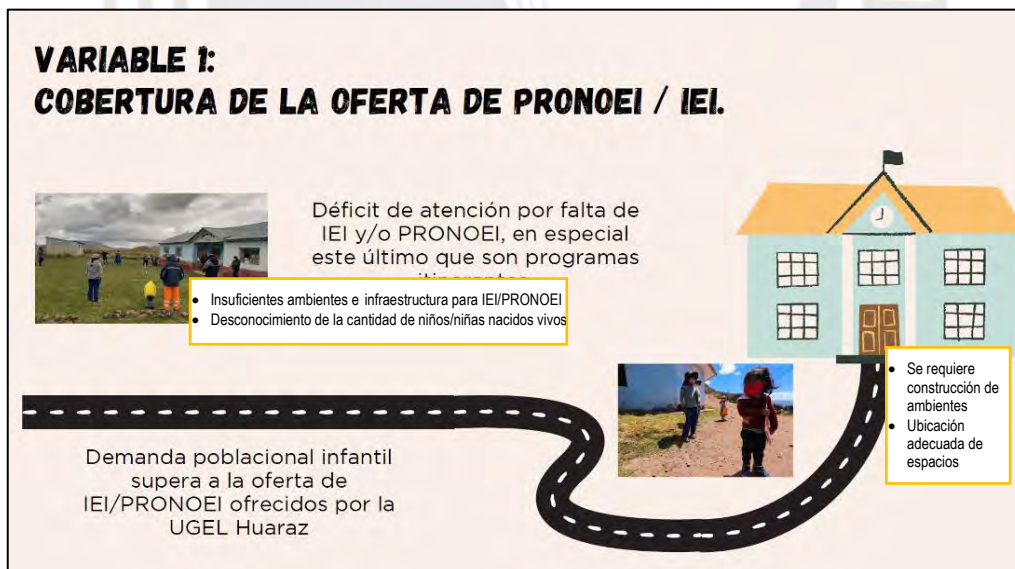 VARIABLE 1:
COBERTURA DE LA OFERTA DE PRONOEI / IEI.
Déficit de atención por falta de
IEI y/o PRONOEI, en especial
este último que son programas
• Insuficientes ambientes e infraestructura para IEI/PRONOEI
• Desconocimiento de la cantidad de niños/niñas nacidos vivos
• Se requiere
construcción de
ambientes
• Ubicación
adecuada de
espacios
Demanda poblacional infantil
supera a la oferta de
IEI/PRONOEI ofrecidos por la
UGEL Huaraz